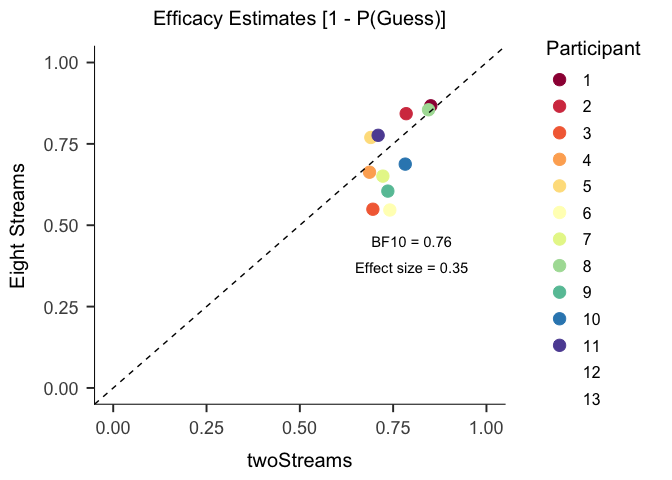 Efficacy Estimates [1 - P(Guess)]
Eight Streams
1.00
0.75
0.50
0.25
0.00
BF10 = 0.76
Effect size = 0.35
0.00 0.25 0.50 0.75 1.00
twoStreams
Participant
1
2
3
4
5
6
7
8
9
10
11
12
13